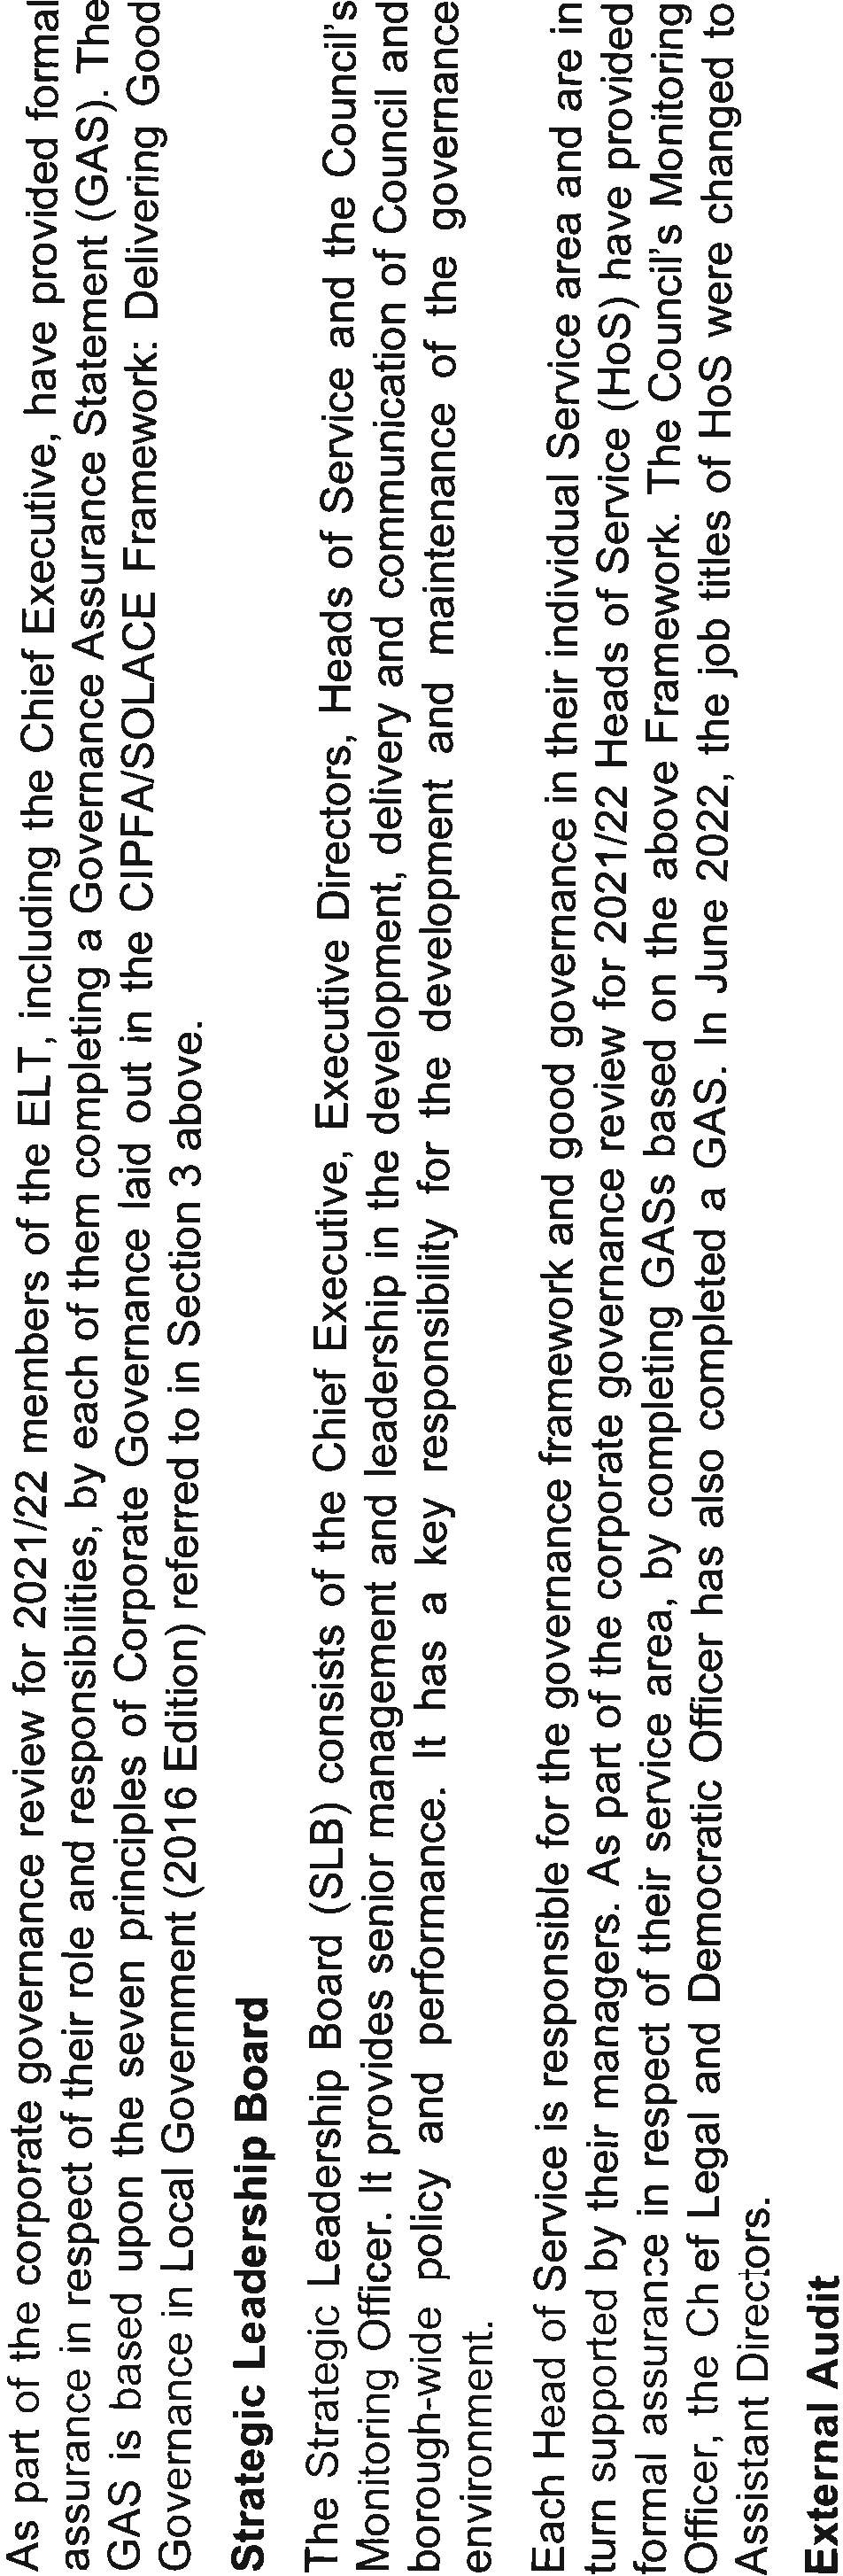 As part of the corporate governance review for 2021/22 members of the ELT, including the Chief Executive, have provided formal
assurance in respect of their role and responsibilities, by each of them completing a Governance Assurance Statement (GAS). The
GAS is based upon the seven principles of Corporate Governance laid out in the CIPFA/SOLACE Framework: Delivering Good
Governance in Local Government (2016 Edition) referred to in Section 3 above.
Strategic Leadership Board
The Strategic Leadership Board (SLB) consists of the Chief Executive, Executive Directors, Heads of Service and the Council's
Monitoring Officer. It provides senior management and leadership in the development, delivery and communication of Council and
borough-wide policy and performance. It has a key responsibility for the development and maintenance of the governance
environment.
Each Head of Service is responsible for the governance framework and good governance in their individual Service area and are in
turn supported by their managers. As part of the corporate governance review for 2021/22 Heads of Service (HoS) have provided
formal assurance in respect of their service area, by completing GASs based on the above Framework. The Council's Monitoring
Officer, the Ch ef Legal and Democratic Officer has also completed a GAS. In June 2022, the job titles of HoS were changed to
Assistant Directors.
External Audit